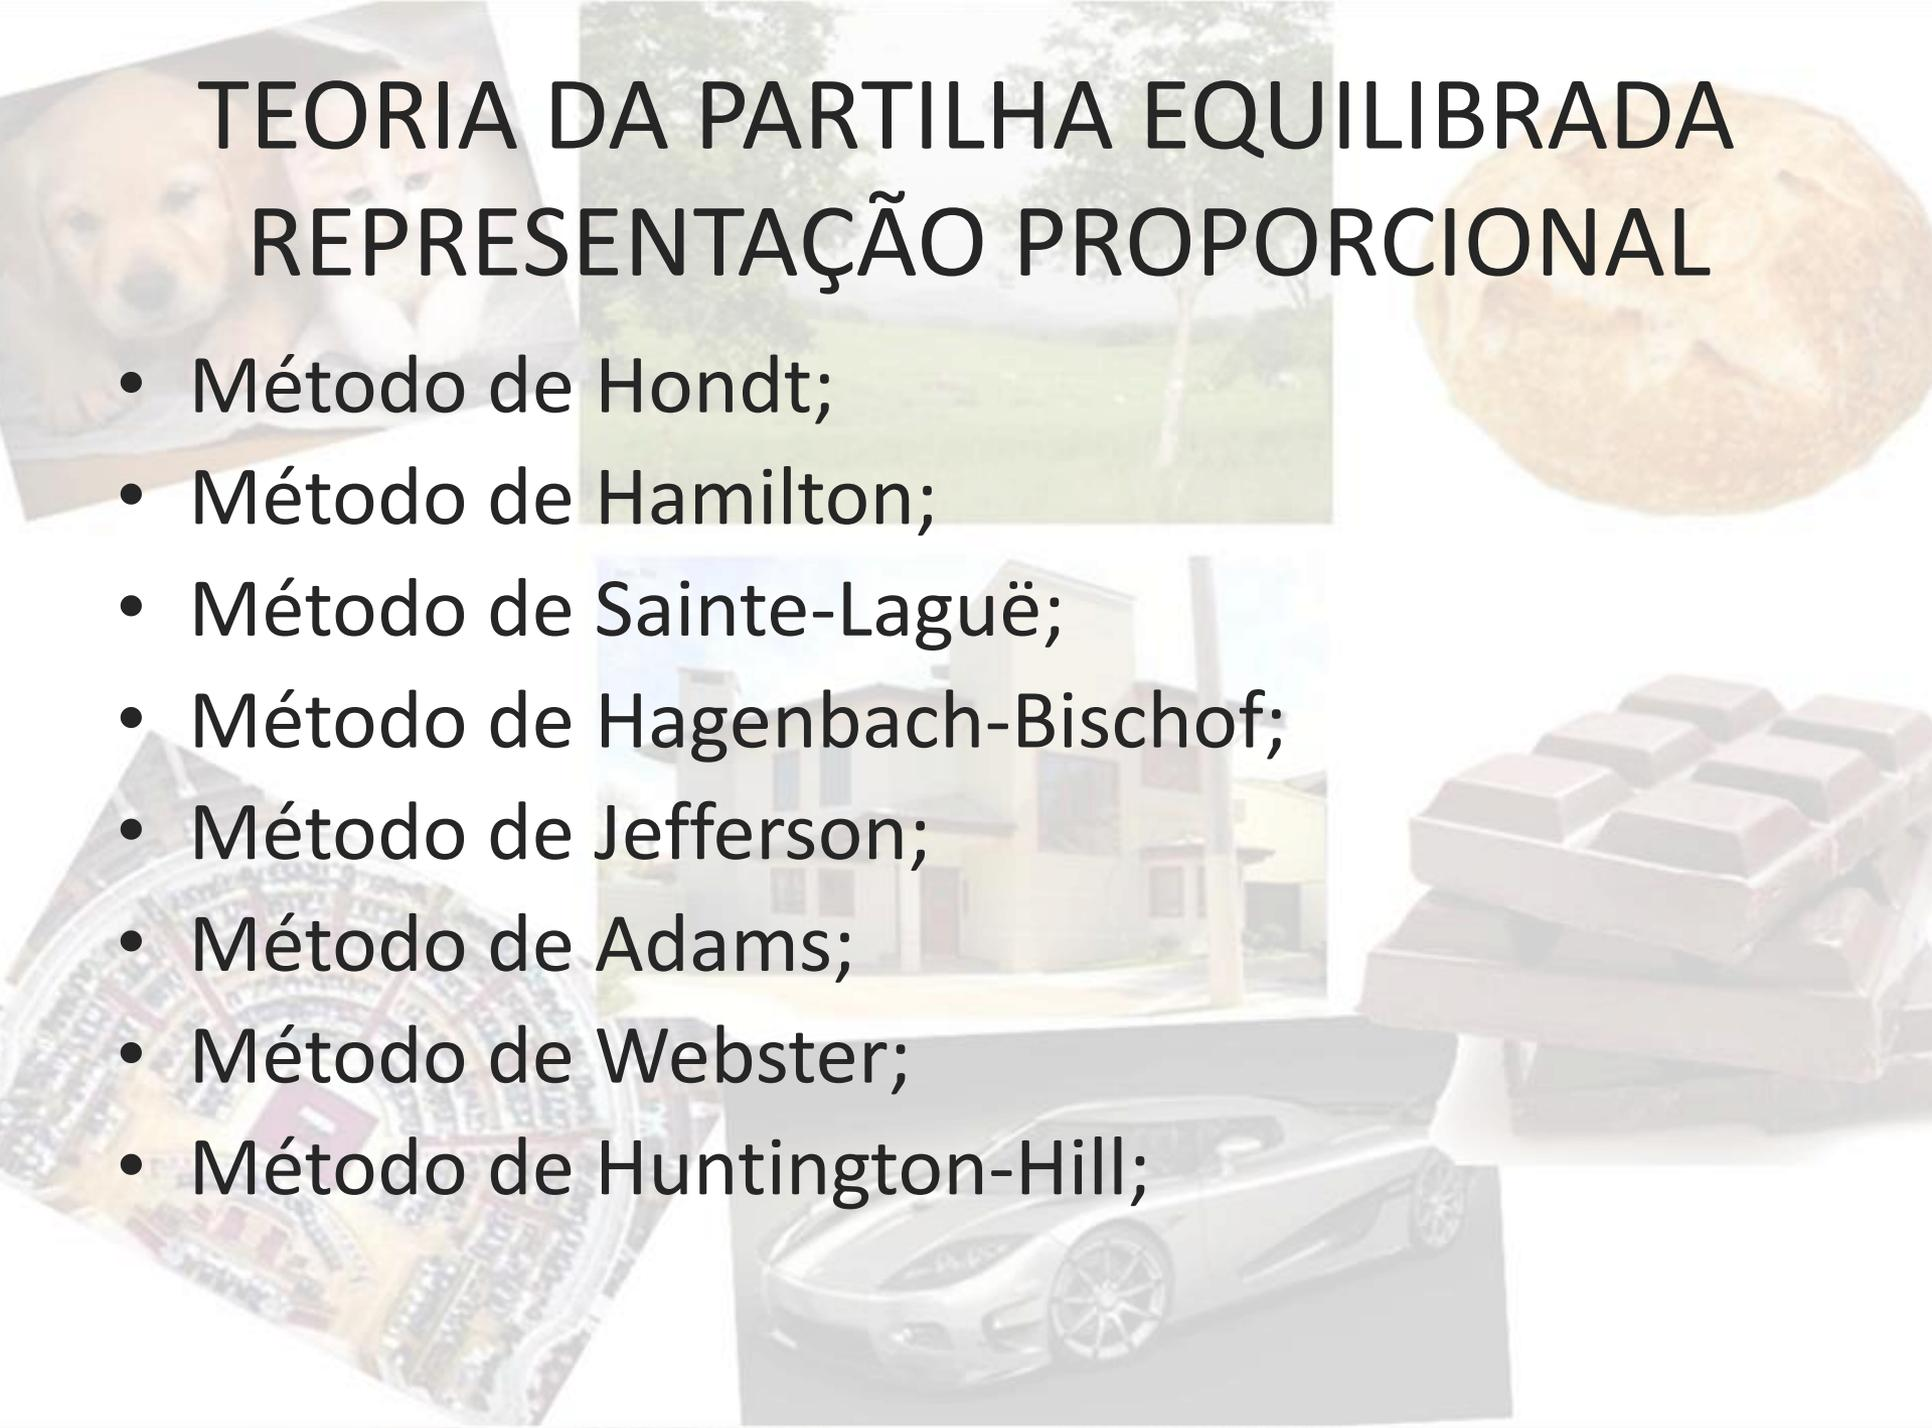 TEORIA DA PARTILHA EQUILIBRADA
REPRESENTAÇÃO PROPORCIONAL
• Método de Hondt;
• Método de Hamilton;
• Método de Sainte-Laguë;
• Método de Hagenbach-Bischof;
• Método de Jefferson;
• Método de Adams;
• Método de Webster;
• Método de Huntington-Hill;